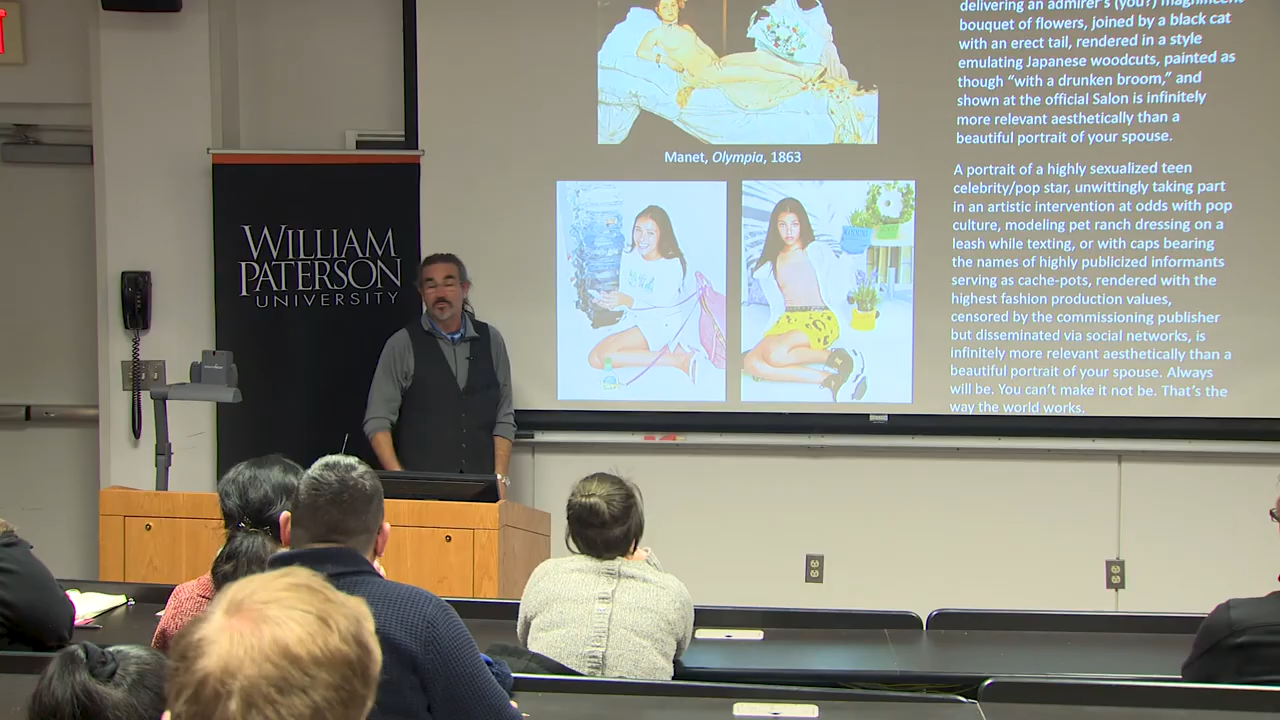 delivering an admirer's (you?) magnificent
bouquet of flowers, joined by a black cat
with an erect tail, rendered in a style
emulating Japanese woodcuts, painted as
though “with a drunken broom,” and
shown at the official Salon is infinitely
more relevant aesthetically than a
beautiful portrait of your spouse.
Manet, Olympia, 1863
A portrait of a highly sexualized teen
celebrity/pop star, unwittingly taking part
in an artistic intervention at odds with pop
culture, modeling pet ranch dressing on a
leash while texting, or with caps bearing
the names of highly publicized informants
serving as cache-pots, rendered with the
highest fashion production values,
censored by the commissioning publisher
but disseminated via social networks, is
infinitely more relevant aesthetically than a
beautiful portrait of your spouse. Always
will be. You can't make it not be. That's the
way the world works.
WILLIAM
PATERSON
UNIVERSITY